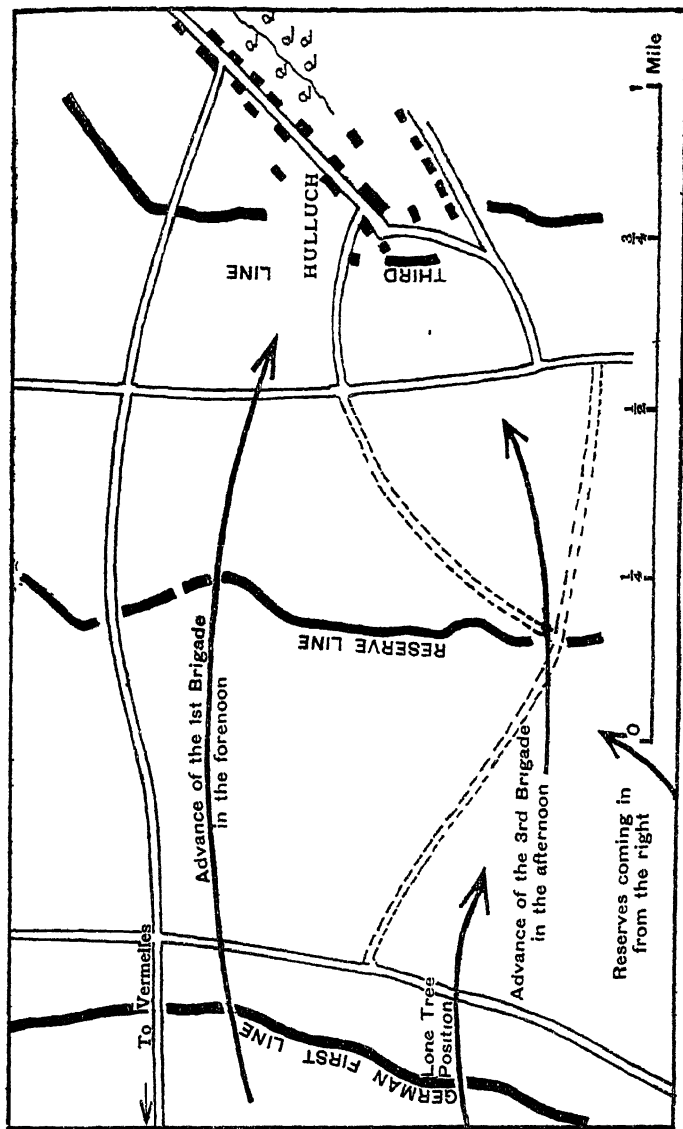 To Vermelles
GERMAN FIRST LINE
Lone Tree
Position
Advance of the 1st Brigade
in the forenoon
RESERVE LINE
Advance of the 3rd Brigade
in the afternoon
Reserves coming in
from the right
THIRD
LINE
HULLUCH
0
1/4
1/2
3/4
1
Mile